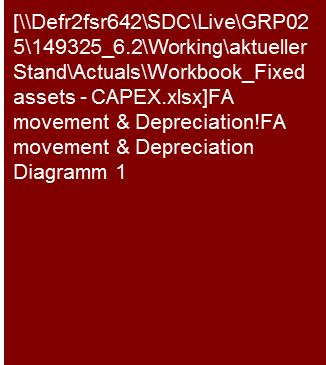 [\\Defr2fsr642\SDC\Live\GRP02
5\149325_6.2\Working\aktueller
Stand\Actuals\Workbook_Fixed
assets - CAPEX.xlsx]FA
movement & Depreciation!FA
movement & Depreciation
Diagramm 1